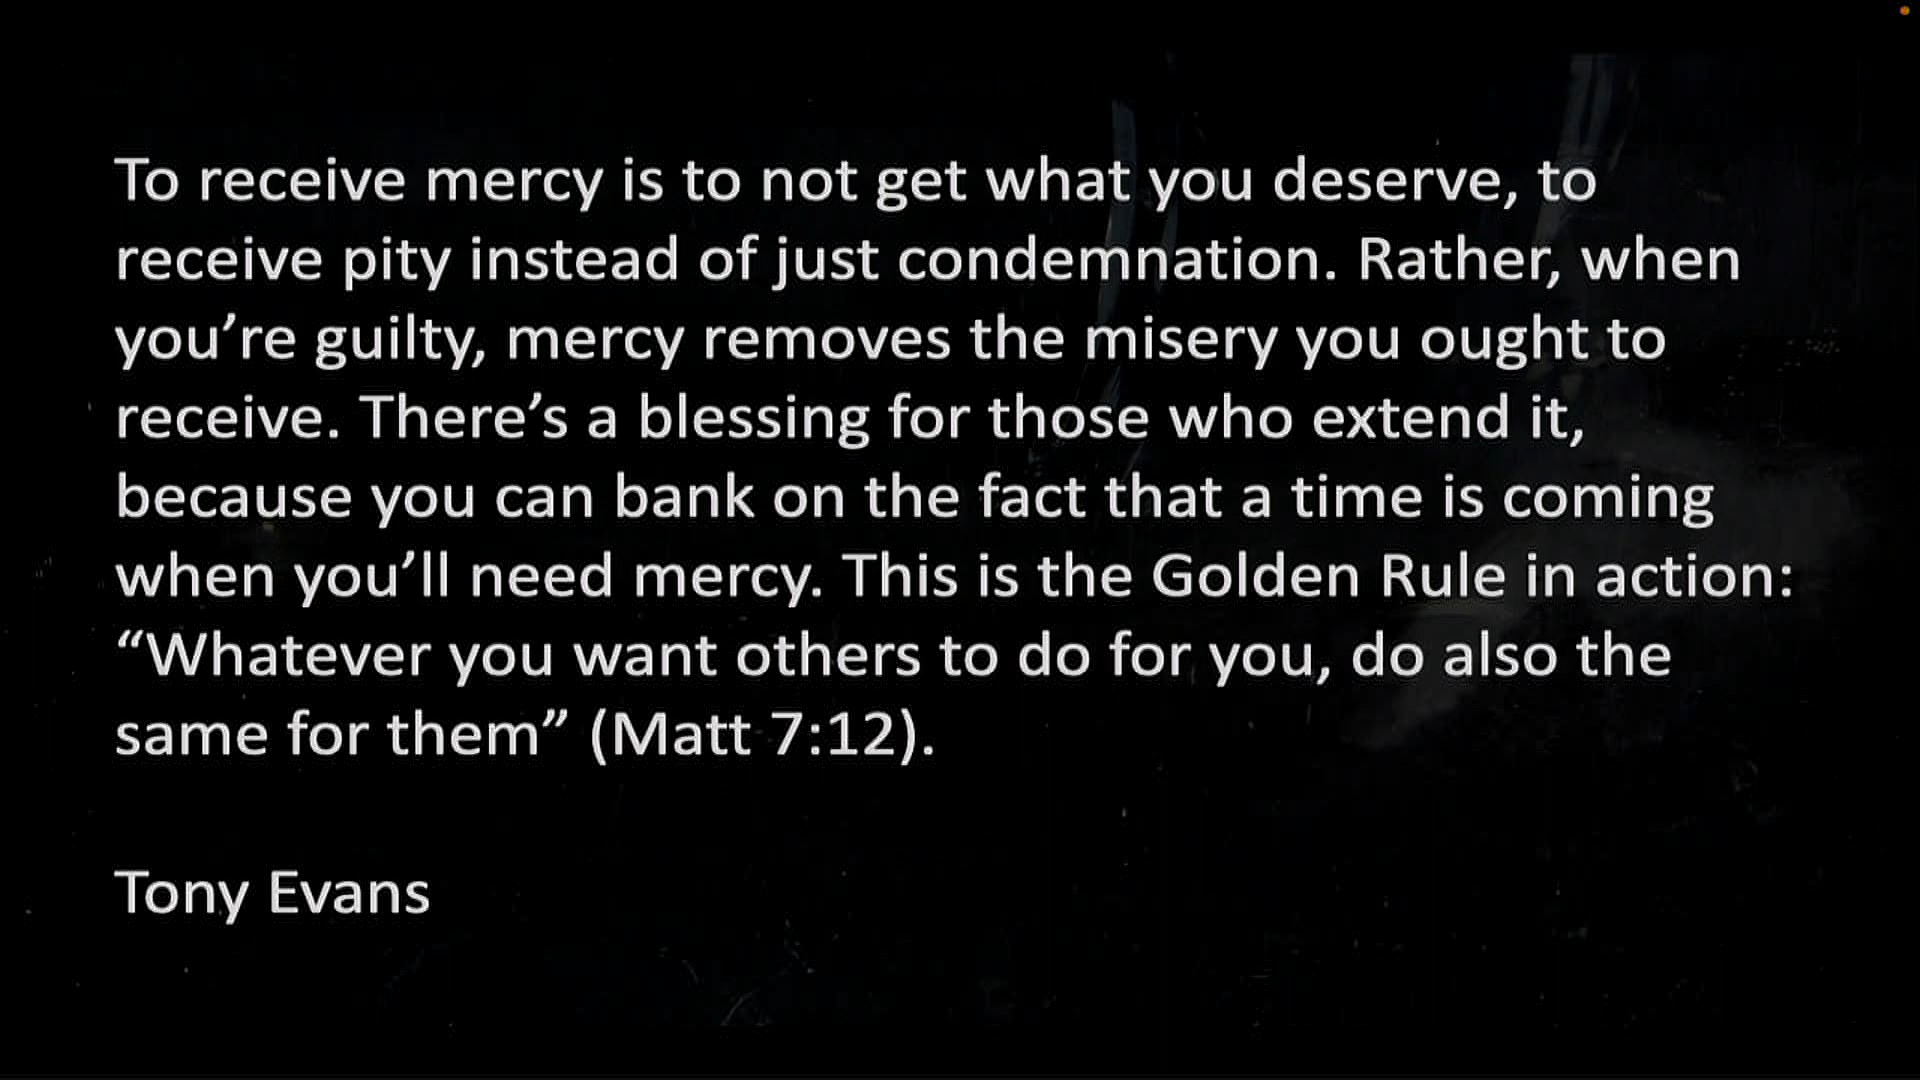 To receive mercy is to not get what you deserve, to
receive pity instead of just condemnation. Rather, when
you’re guilty, mercy removes the misery you ought to
receive. There’s a blessing for those who extend it,
because you can bank on the fact that a time is coming
when you’ll need mercy. This is the Golden Rule in action:
“Whatever you want others to do for you, do also the
same for them” (Matt 7:12).
Tony Evans